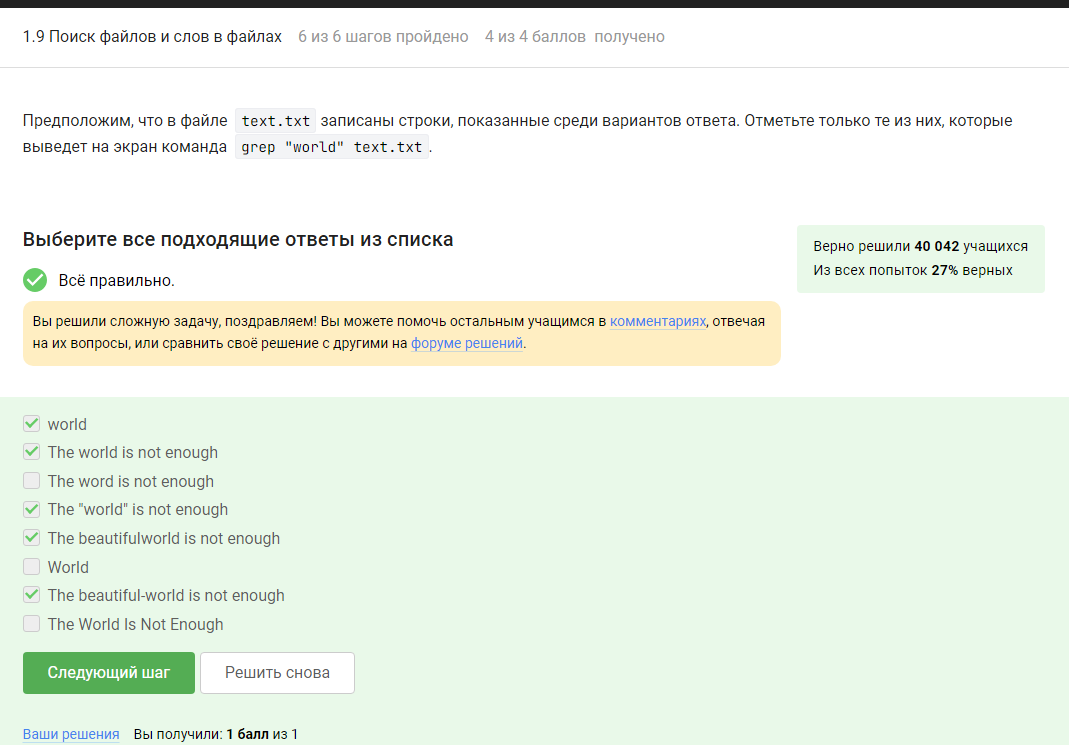 1.9 Поиск файлов и слов в файлах 6 из 6 шагов пройдено 4 из 4 баллов получено
Предположим, что в файле text.txt записаны строки, показанные среди вариантов ответа. Отметьте только те из них, которые
выведет на экран команда grep "world" text.txt.
Выберите все подходящие ответы из списка
Верно решили 40 042 учащихся
Из всех попыток 27% верных
Всё правильно.
Вы решили сложную задачу, поздравляем! Вы можете помочь остальным учащимся в комментариях, отвечая
на их вопросы, или сравнить своё решение с другими на форуме решений.
world
The world is not enough
The word is not enough
The "world" is not enough
The beautifulworld is not enough
World
The beautiful-world is not enough
The World Is Not Enough
Следующий шаг Решить снова
Ваши решения Вы получили: 1 балл из 1